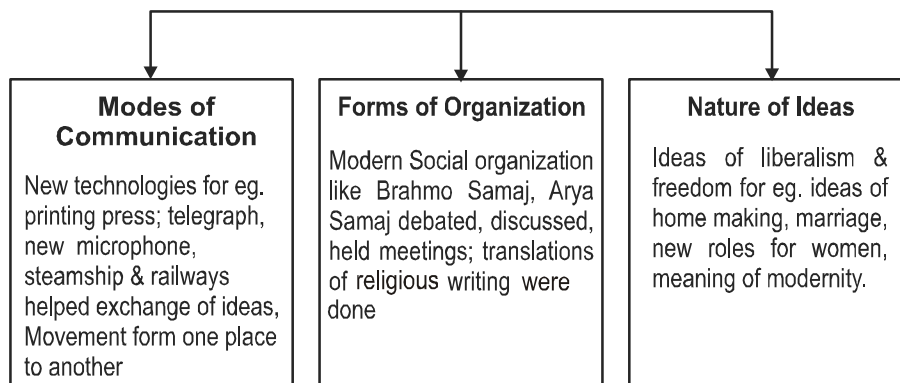 Modes of
Communication
New technologies for eg.
printing press; telegraph,
new microphone,
steamship & railways
helped exchange of ideas,
Movement form one place
to another
Forms of Organization
Modern Social organization
like Brahmo Samaj, Arya
Samaj debated, discussed,
held meetings; translations
of religious writing were
done
Nature of Ideas
Ideas of liberalism &
freedom for eg. ideas of
home making, marriage,
new roles for women,
meaning of modernity.